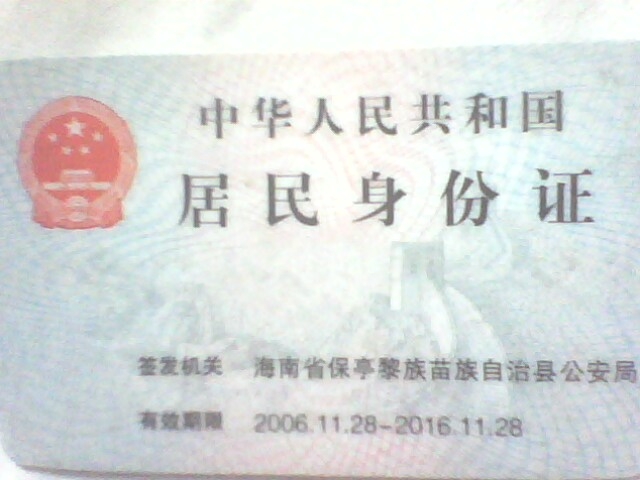 中华人民共和国
居民身份证
签发机关 海南省保亭黎族苗族自治县公安局
有效期限 2006.11.28-2016.11.28